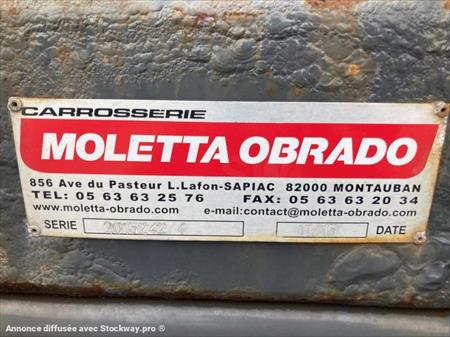 CARROSSERIE
MOLETTA OBRADO
856 Ave du Pasteur L.Lafon-SAPIAC 82000 MONTAUBAN
TEL: 05 63 63 25 76 FAX: 05 63 63 20 34
www.moletta-obrado.com e-mail:contact@moletta-obrado.com
SERIE DATE
Annonce diffusée avec Stockway.pro ®